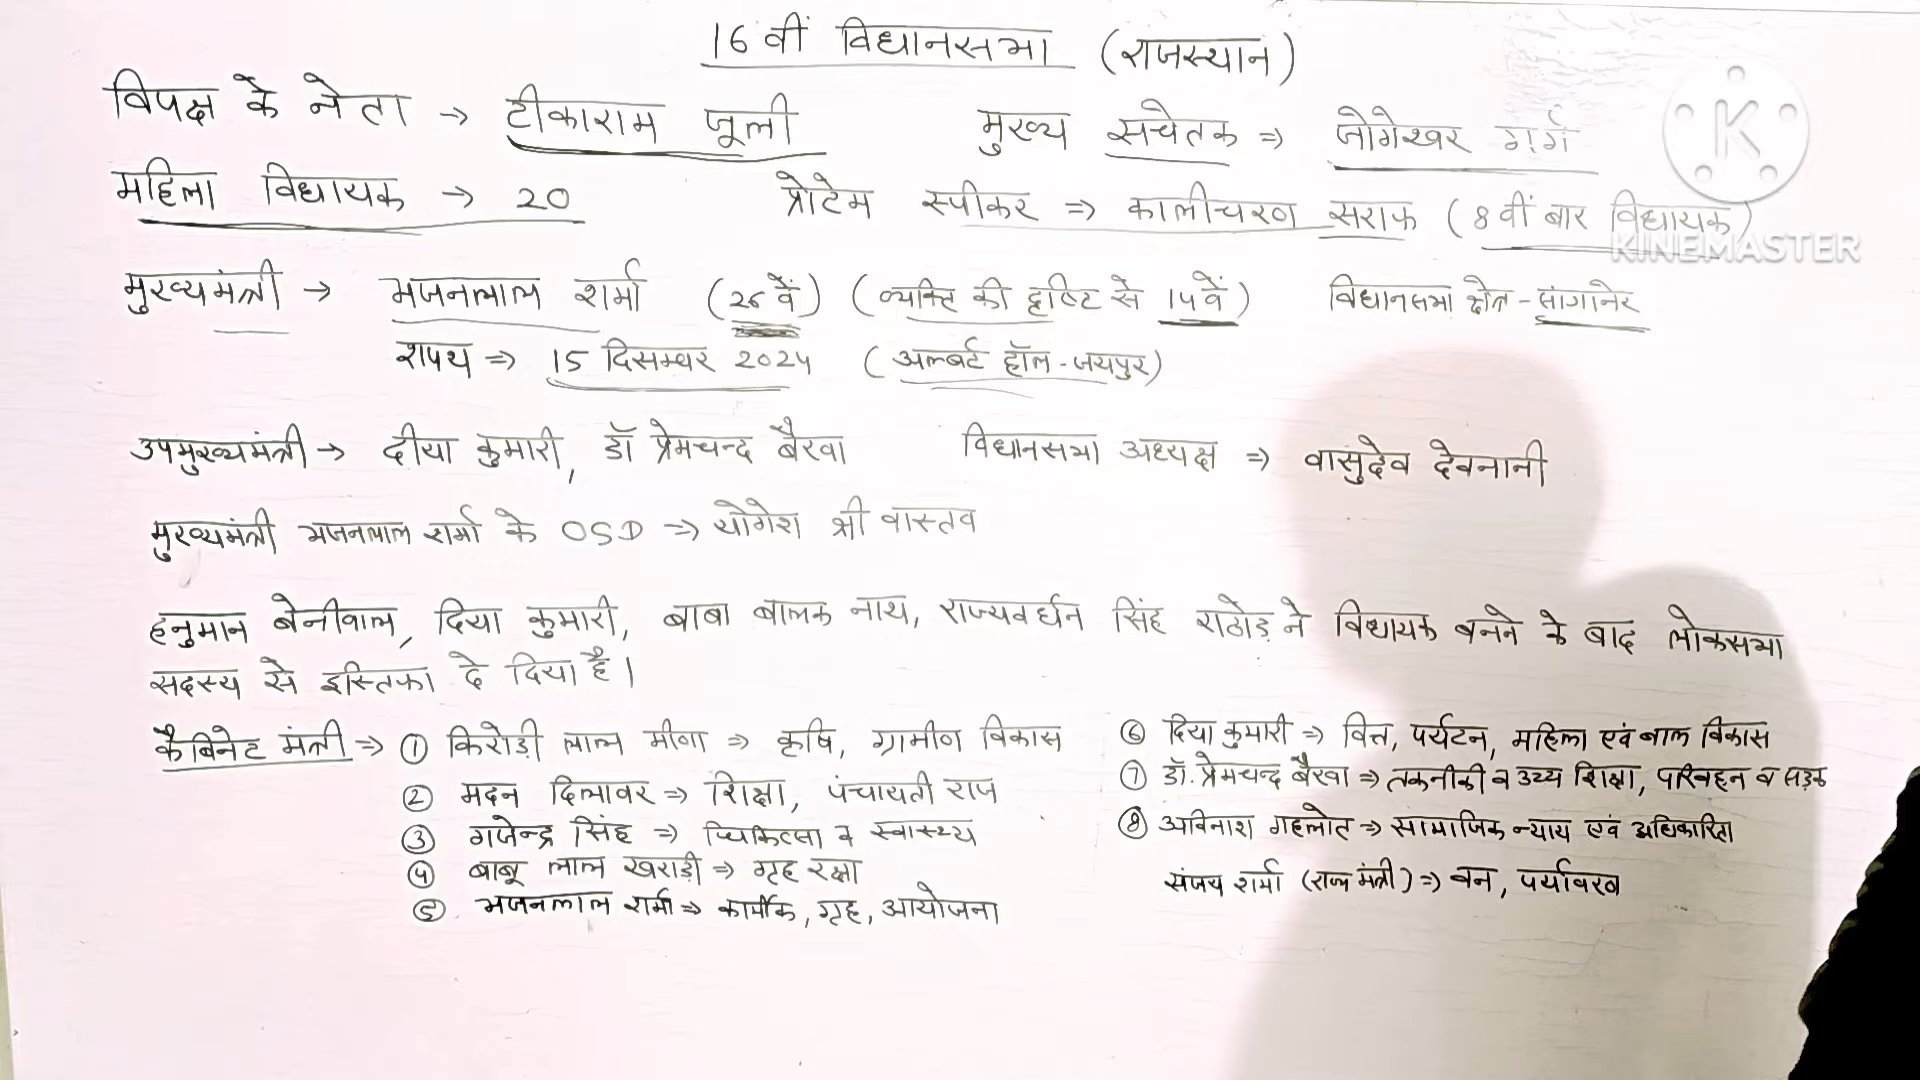 16 वीं विधानसभा (राजस्थान)
विपक्ष के नेता → टीकाराम जूली मुख्य सचेतक ⇒ जोगेश्वर गर्ग
महिला विधायक → 20 प्रोटेम स्पीकर ⇒ कालीचरण सराफ (8 वीं बार विधायक)
KINEMASTER
मुख्यमंत्री → भजनलाल शर्मा (26 वें) (व्यक्ति की दृष्टि से 14 वें) विधानसभा क्षेत्र - सांगानेर
शपथ ⇒ 15 दिसम्बर 2024 (अल्बर्ट हॉल - जयपुर)
उपमुख्यमंत्री → दीया कुमारी, डॉ प्रेमचन्द बैरवा विधानसभा अध्यक्ष ⇒ वासुदेव देवनानी
मुख्यमंत्री भजनलाल शर्मा के OSD ⇒ योगेश श्री वास्तव
हनुमान बेनीवाल, दिया कुमारी, बाबा बालक नाथ, राज्यवर्धन सिंह राठोड़ ने विधायक बनने के बाद लोकसभा
सदस्य से इस्तिफा दे दिया है।
कैबिनेट मंत्री ⇒ ① किरोड़ी लाल मीणा ⇒ कृषि, ग्रामीण विकास
② मदन दिलावर ⇒ शिक्षा, पंचायती राज
③ गजेन्द्र सिंह ⇒ चिकित्सा व स्वास्थ्य
④ बाबू लाल खराड़ी ⇒ गृह रक्षा
⑤ भजनलाल शर्मा ⇒ कार्मीक, गृह, आयोजना
⑥ दिया कुमारी ⇒ वित्त, पर्यटन, महिला एवं बाल विकास
⑦ डॉ. प्रेमचन्द बैरवा ⇒ तकनीकी व उच्य शिक्षा, परिवहन व सड़क
⑧ अविनाश गहलोत ⇒ सामाजिक न्याय एवं अधिकारिता
संजय शर्मा (राज्य मंत्री) ⇒ वन, पर्यावरण